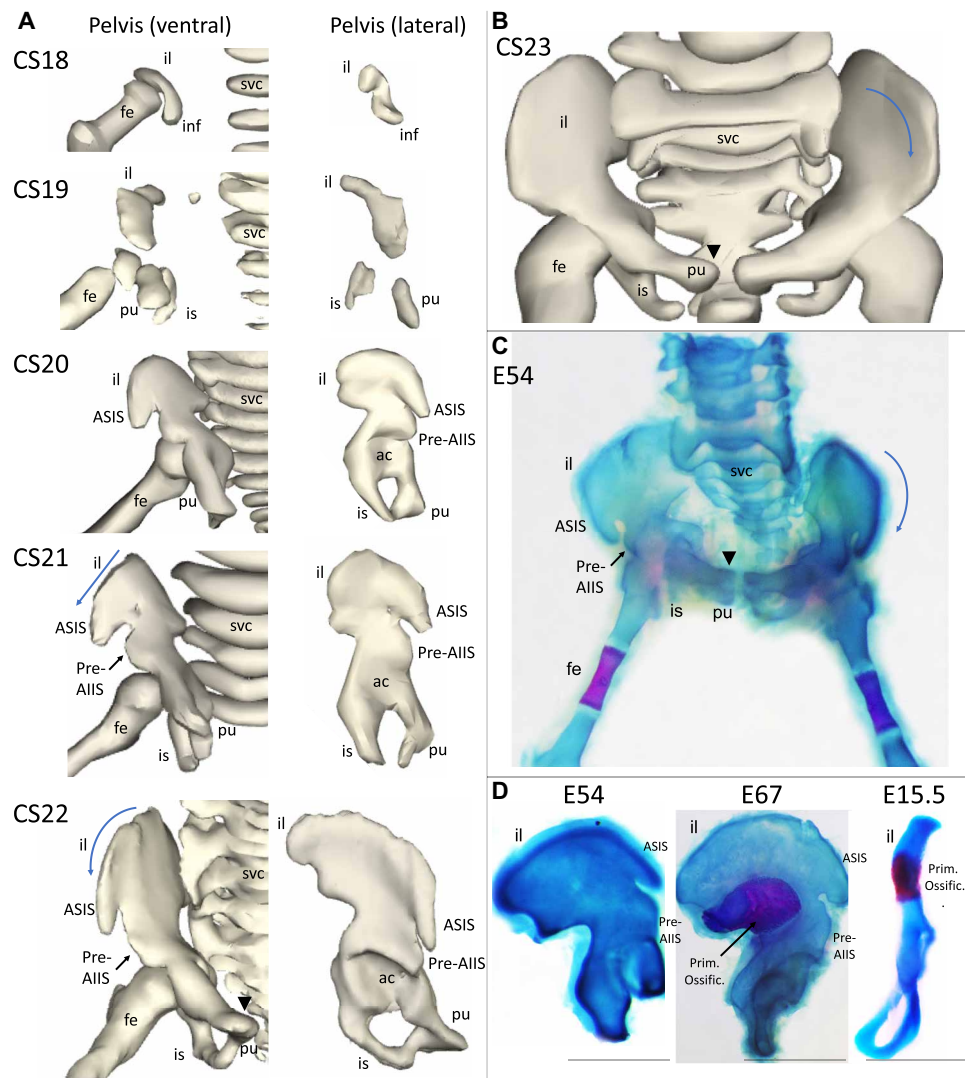 A
Pelvis (ventral)
Pelvis (lateral)
CS18
il
fe
svc
inf
il
inf
CS19
il
svc
fe
pu
is
il
is
pu
CS20
il
ASIS
svc
fe
pu
il
ASIS
Pre-AIIS
ac
is
pu
CS21
il
ASIS
svc
Pre-
AIIS
fe
is
pu
il
ASIS
Pre-AIIS
ac
is
pu
CS22
il
svc
ASIS
Pre-
AIIS
fe
is
pu
il
ASIS
Pre-AIIS
ac
pu
is
B
CS23
il
svc
fe
pu
is
C
E54
il
svc
ASIS
Pre-
AIIS
is
pu
fe
D
E54
E67
E15.5
il
ASIS
Pre-
AIIS
il
ASIS
Pre-
AIIS
Prim.
Ossific.
il
Prim.
Ossific.
.